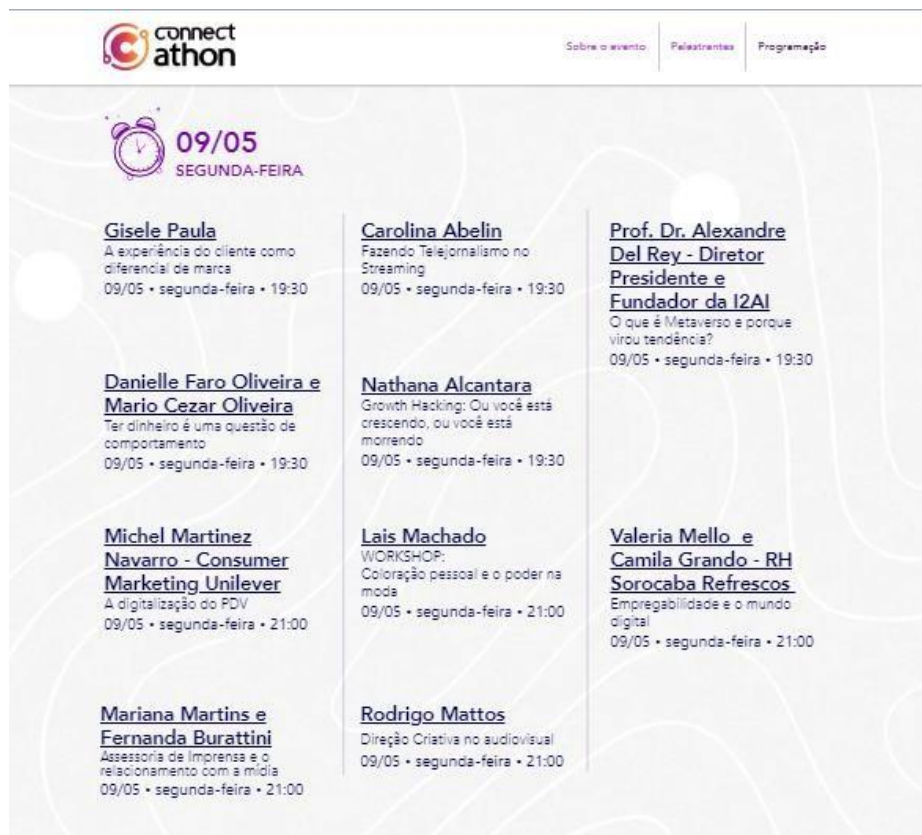 connect
athon
Sobre o evento
Palestrantes
Programação
09/05
SEGUNDA-FEIRA
Gisele Paula
A experiência do cliente como
diferencial de marca
09/05 • segunda-feira • 19:30
Carolina Abelin
Fazendo Telejornalismo no
Streaming
09/05 • segunda-feira • 19:30
Prof. Dr. Alexandre
Del Rey - Diretor
Presidente e
Fundador da I2AI
O que é Metaverso e porque
virou tendência?
09/05 • segunda-feira • 19:30
Danielle Faro Oliveira e
Mario Cezar Oliveira
Ter dinheiro é uma questão de
comportamento
09/05 • segunda-feira • 19:30
Nathana Alcantara
Growth Hacking: Ou você está
crescendo, ou você está
morrendo
09/05 • segunda-feira • 19:30
Michel Martinez
Navarro - Consumer
Marketing Unilever
A digitalização do PDV
09/05 • segunda-feira • 21:00
Lais Machado
WORKSHOP:
Coloração pessoal e o poder na
moda
09/05 • segunda-feira • 21:00
Valeria Mello e
Camila Grando - RH
Sorocaba Refrescos
Empregabilidade e o mundo
digital
09/05 • segunda-feira • 21:00
Mariana Martins e
Fernanda Burattini
Assessoria de Imprensa e o
relacionamento com a mídia
09/05 • segunda-feira • 21:00
Rodrigo Mattos
Direção Criativa no audiovisual
09/05 • segunda-feira • 21:00